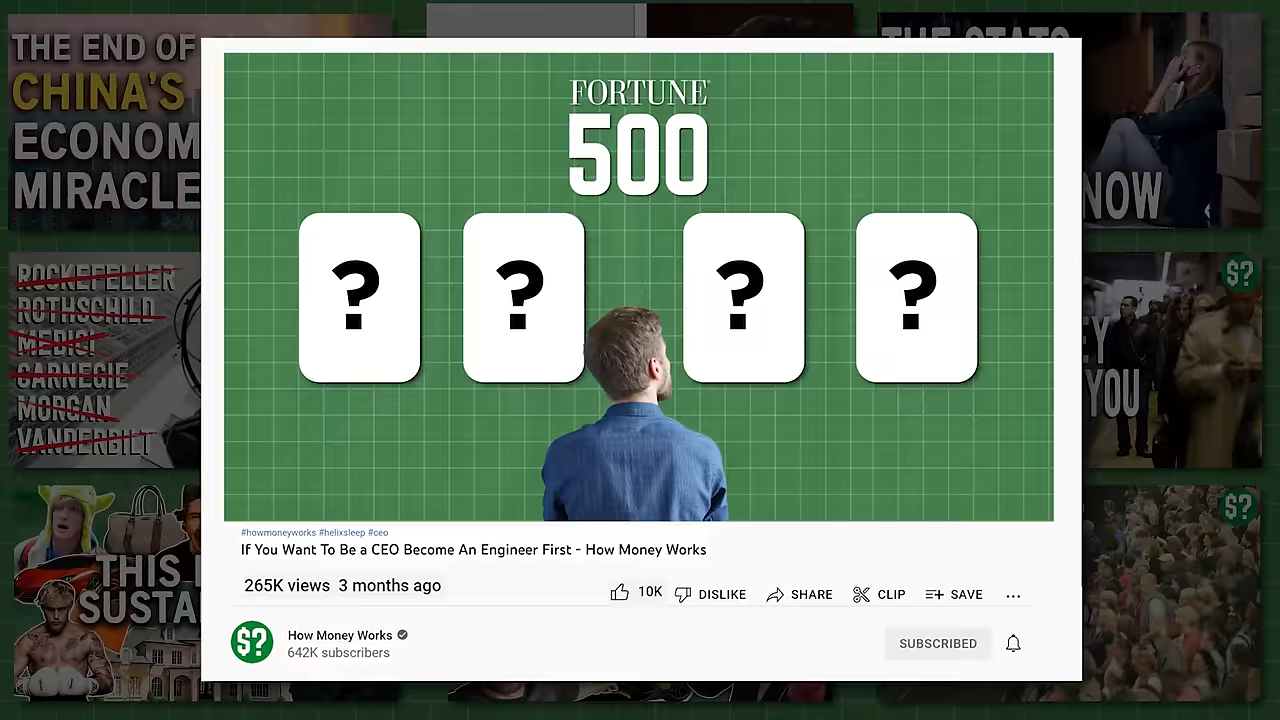 THE END OF
CHINA'S
ECONOM
MIRACLE
NOW
ROCKEFELLER
ROTHSCHILD
MEDICI
CARNEGIE
MORGAN
VANDERBILT
$?
YOU
THIS
SUSTA
$?
FORTUNE
500
? ? ? ?
#howmoneyworks #helixsleep #ceo
If You Want To Be a CEO Become An Engineer First - How Money Works
265K views 3 months ago
10K DISLIKE SHARE CLIP SAVE ...
$?
How Money Works
642K subscribers
SUBSCRIBED